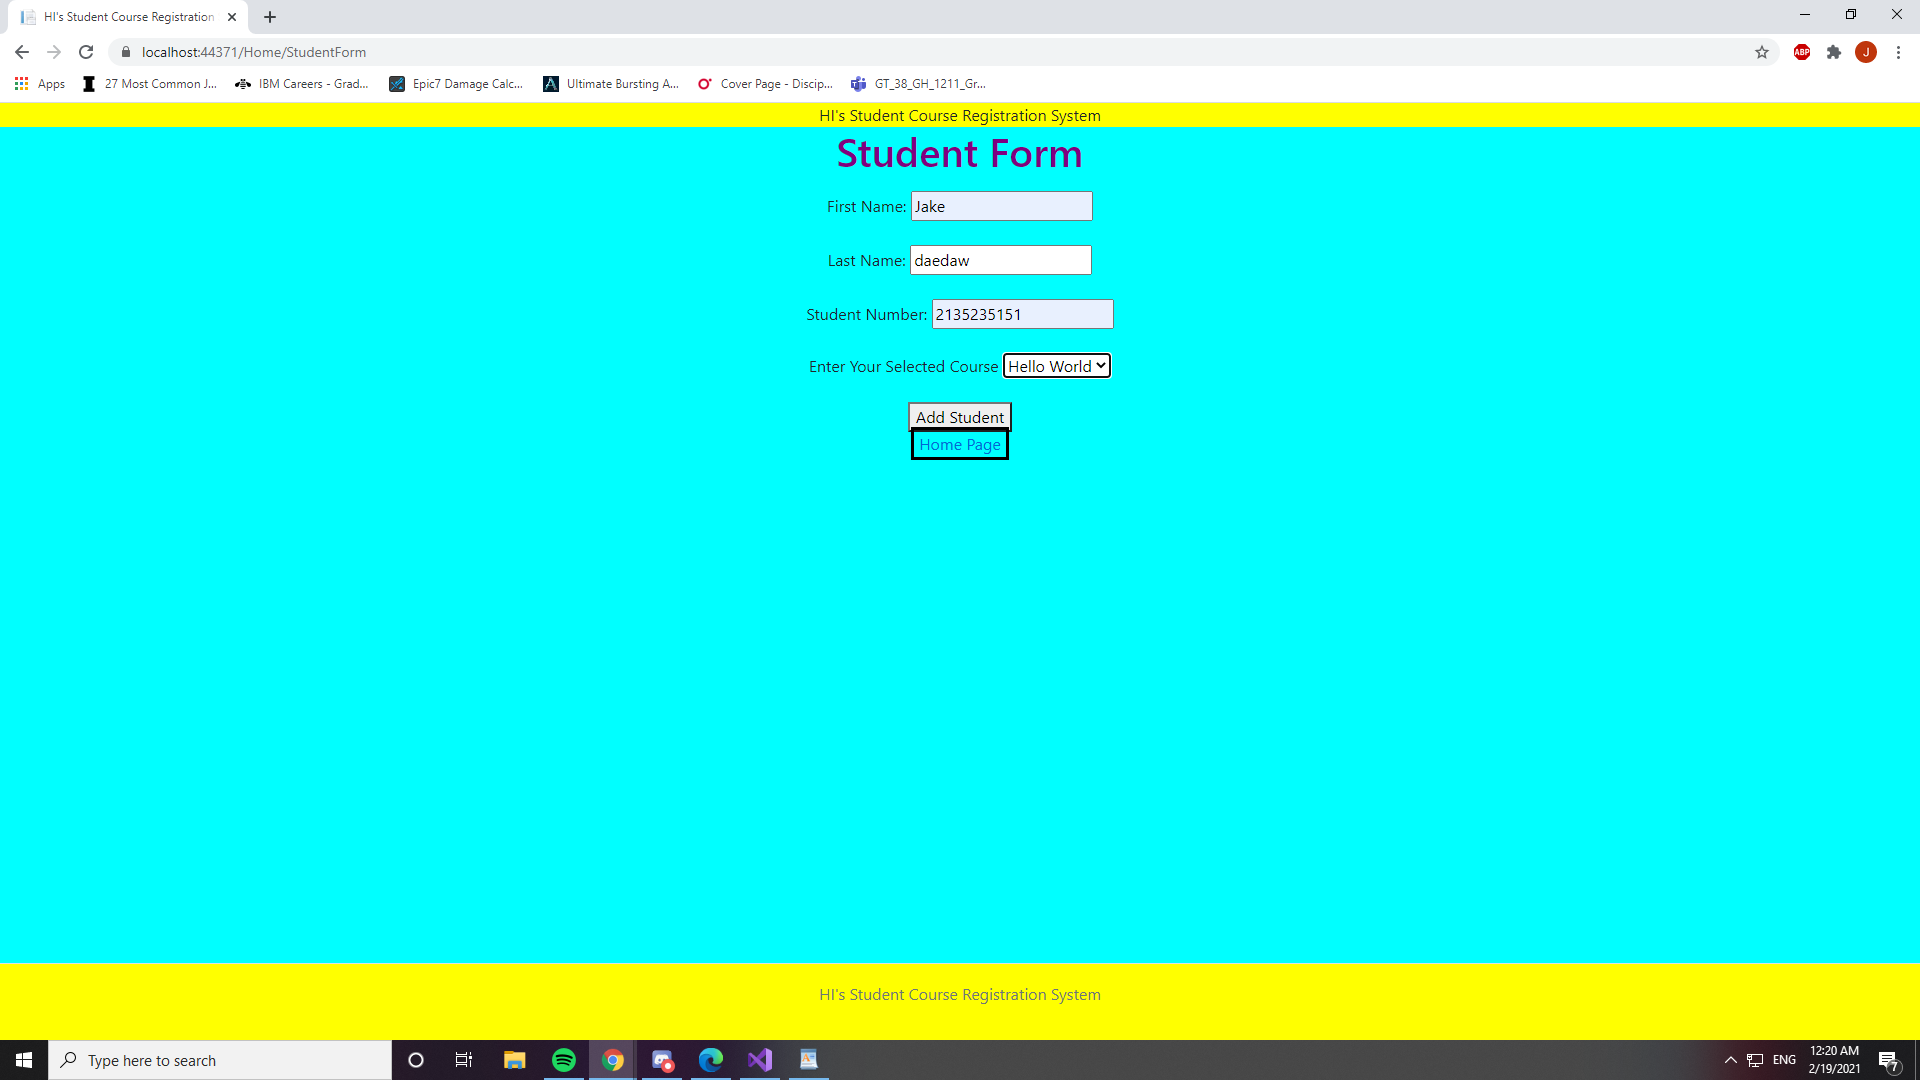 HI's Student Course Registration
localhost:44371/Home/StudentForm
ABP
J
Apps
27 Most Common J...
IBM Careers - Grad...
Epic7 Damage Calc...
Ultimate Bursting A...
Cover Page - Discip...
GT_38_GH_1211_Gr...
HI's Student Course Registration System
Student Form
First Name: Jake
Last Name: daedaw
Student Number: 2135235151
Enter Your Selected Course Hello World
Add Student
Home Page
HI's Student Course Registration System
Type here to search
ENG
12:20 AM
2/19/2021
7